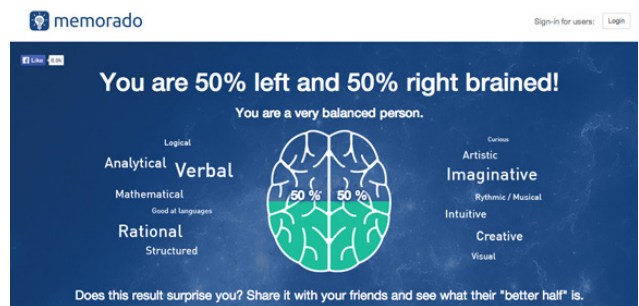 memorado
Sign-in for users: Login
Like
You are 50% left and 50% right brained!
You are a very balanced person.
Logical
Analytical
Verbal
Mathematical
Good at languages
Rational
Structured
50 % 50 %
Curious
Artistic
Imaginative
Rythmic / Musical
Intuitive
Creative
Visual
Does this result surprise you? Share it with your friends and see what their "better half" is.